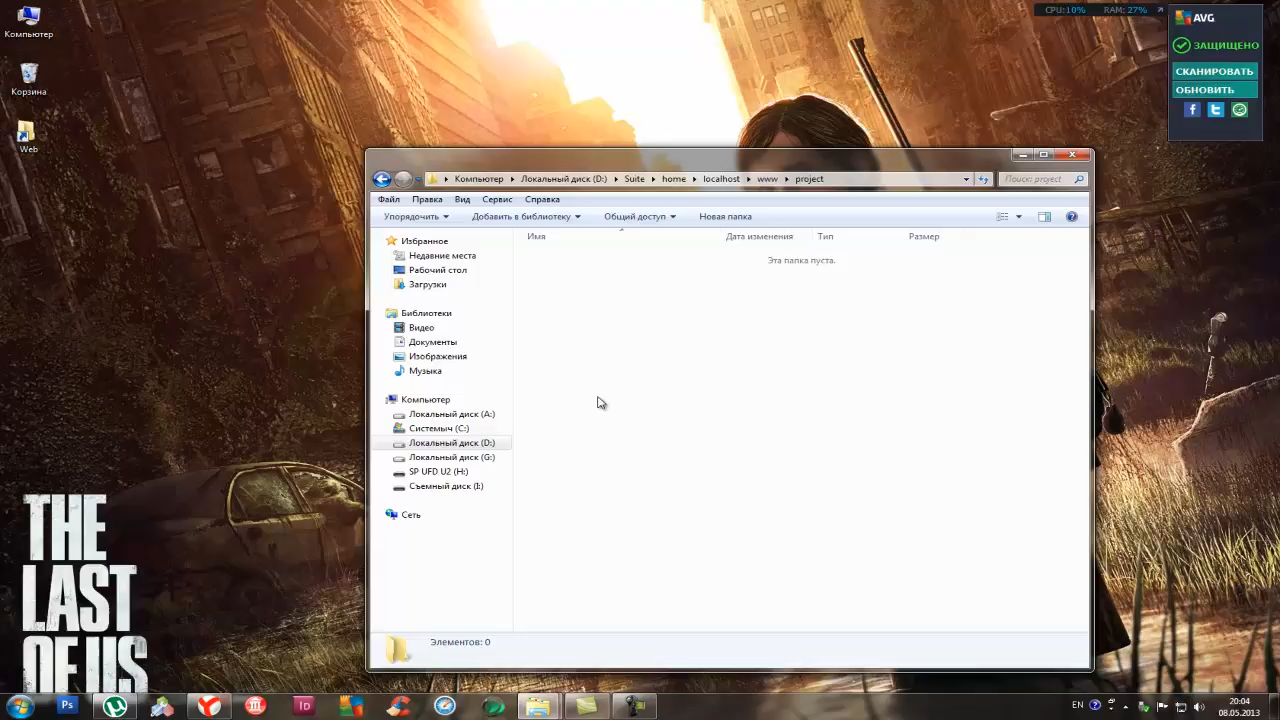 CPU:10% RAM: 27%
AVG
ЗАЩИЩЕНО
СКАНИРОВАТЬ
ОБНОВИТЬ
Компьютер
Корзина
Web
Компьютер Локальный диск (D:) Suite home localhost www project
Поиск: project
Файл Правка Вид Сервис Справка
Упорядочить Добавить в библиотеку Общий доступ Новая папка
Имя Дата изменения Тип Размер
Эта папка пуста.
Избранное
Недавние места
Рабочий стол
Загрузки
Библиотеки
Видео
Документы
Изображения
Музыка
Компьютер
Локальный диск (A:)
Системыч (C:)
Локальный диск (D:)
Локальный диск (G:)
SP UFD U2 (H:)
Съемный диск (I:)
Сеть
Элементов: 0
THE
LAST
OF US
Ps
Id
EN
20:04
08.05.2013